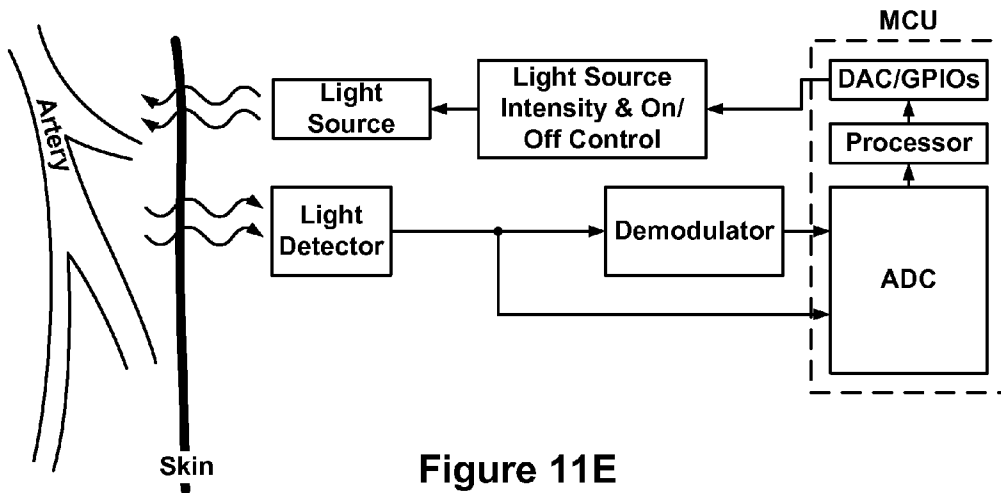 MCU
Artery
Light
Source
Light Source
Intensity & On/
Off Control
DAC/GPIOs
Processor
Light
Detector
Demodulator
ADC
Skin
Figure 11E